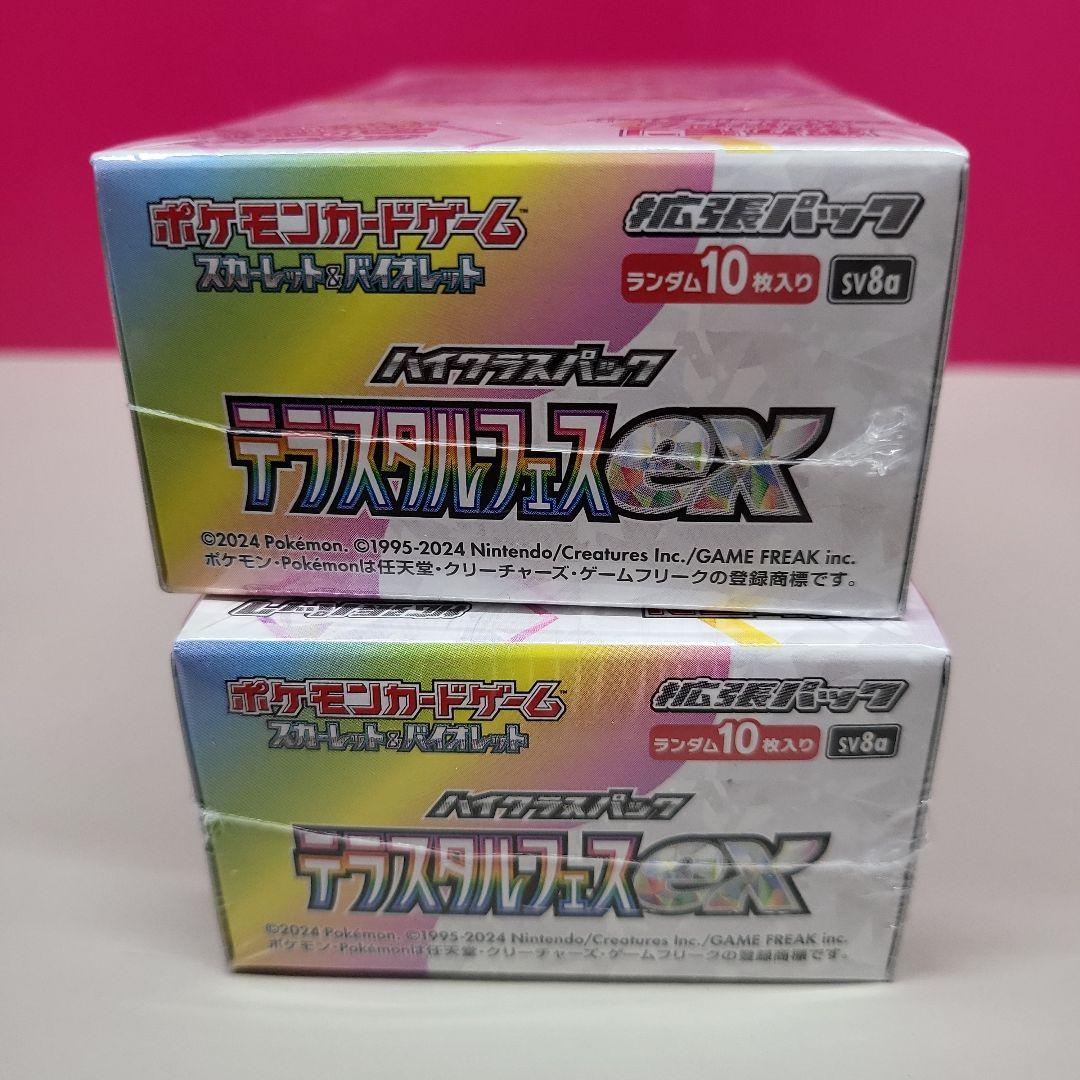 ポケモンカードゲーム™
スカーレット&バイオレット
拡張パック
ランダム10枚入り SV8a
ハイクラスパック
テラスタルフェスex
©2024 Pokémon. ©1995-2024 Nintendo/Creatures Inc./GAME FREAK inc.
ポケモン・Pokémonは任天堂・クリーチャーズ・ゲームフリークの登録商標です。
ポケモンカードゲーム™
スカーレット&バイオレット
拡張パック
ランダム10枚入り SV8a
ハイクラスパック
テラスタルフェスex
©2024 Pokémon. ©1995-2024 Nintendo/Creatures Inc./GAME FREAK inc.
ポケモン・Pokémonは任天堂・クリーチャーズ・ゲームフリークの登録商標です。